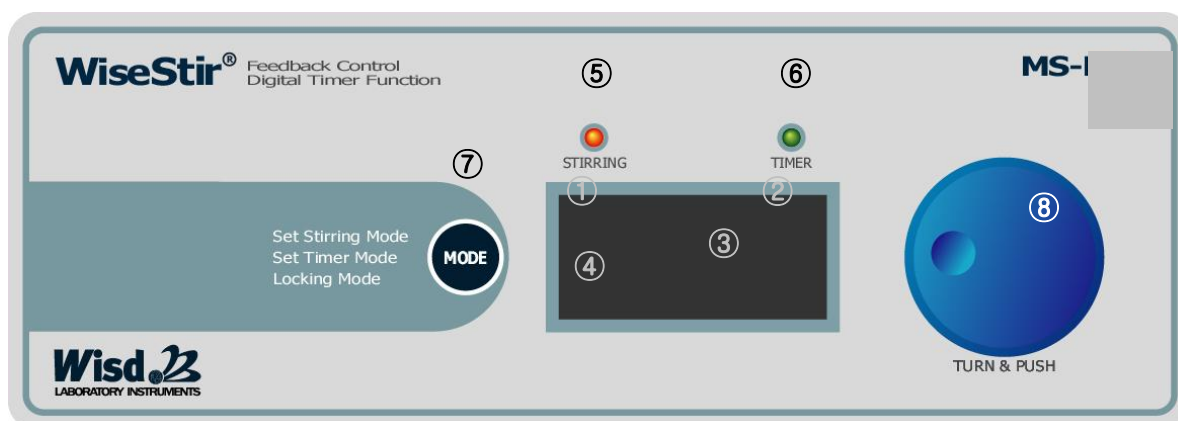 WiseStir® Feedback Control
Digital Timer Function
MS-
⑤ ⑥
STIRRING TIMER
⑦
① ②
③
④
⑧
Set Stirring Mode
Set Timer Mode
Locking Mode
MODE
TURN & PUSH
Wisd
LABORATORY INSTRUMENTS